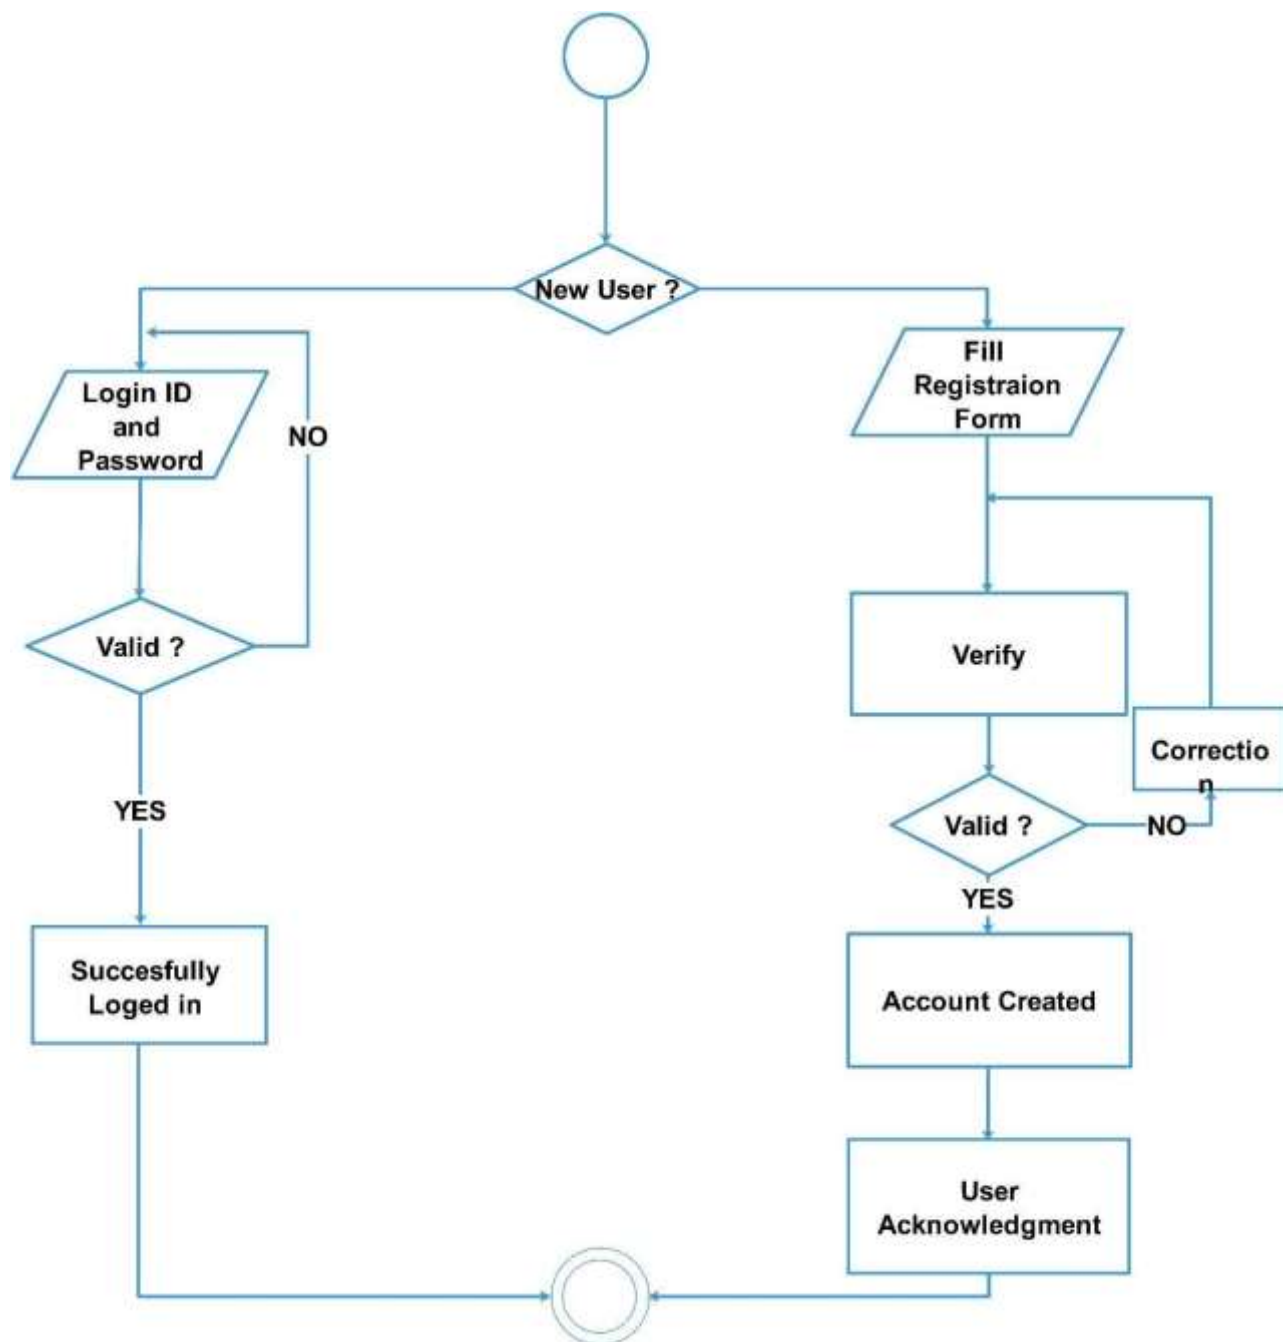 New User ?
Login ID
and
Password
NO
Valid ?
YES
Succesfully
Loged in
Fill
Registraion
Form
Verify
Correctio
n
Valid ?
NO
YES
Account Created
User
Acknowledgment